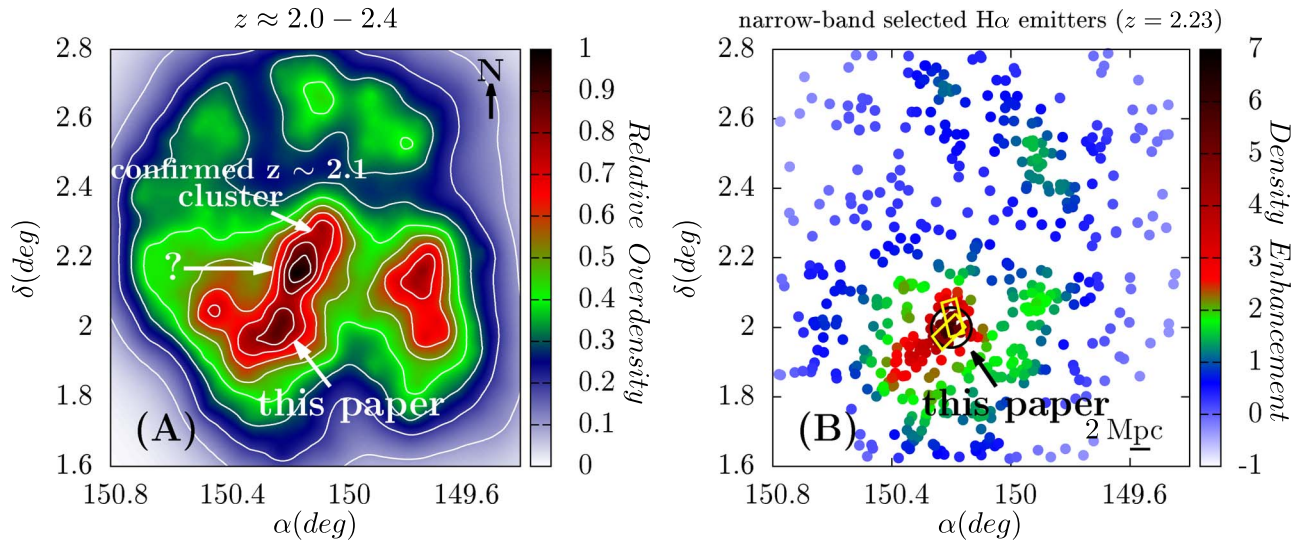 z ≈ 2.0 − 2.4
2.8
2.6
2.4
2.2
2
1.8
1.6
δ(deg)
150.8
150.4
150
149.6
α(deg)
N
confirmed z ∼ 2.1
cluster
?
this paper
(A)
1
0.9
0.8
0.7
0.6
0.5
0.4
0.3
0.2
0.1
0
Relative Overdensity
narrow-band selected Hα emitters (z = 2.23)
2.8
2.6
2.4
2.2
2
1.8
1.6
δ(deg)
150.8
150.4
150
149.6
α(deg)
this paper
(B)
2 Mpc
7
6
5
4
3
2
1
0
-1
Density Enhancement